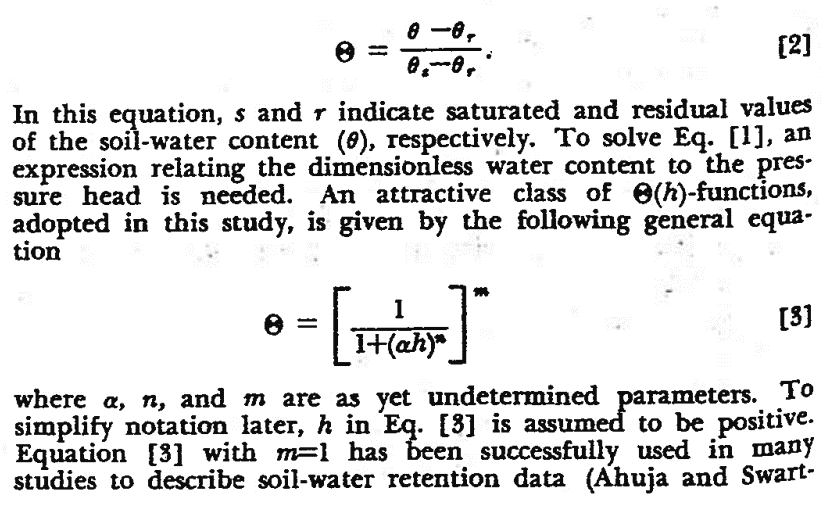 Θ = θ −θr / θs−θr . [2]
In this equation, s and r indicate saturated and residual values
of the soil-water content (θ), respectively. To solve Eq. [1], an
expression relating the dimensionless water content to the pres-
sure head is needed. An attractive class of Θ(h)-functions,
adopted in this study, is given by the following general equa-
tion
Θ = [ 1 / 1+(αh)ⁿ ]ᵐ [3]
where α, n, and m are as yet undetermined parameters. To
simplify notation later, h in Eq. [3] is assumed to be positive.
Equation [3] with m=1 has been successfully used in many
studies to describe soil-water retention data (Ahuja and Swart-